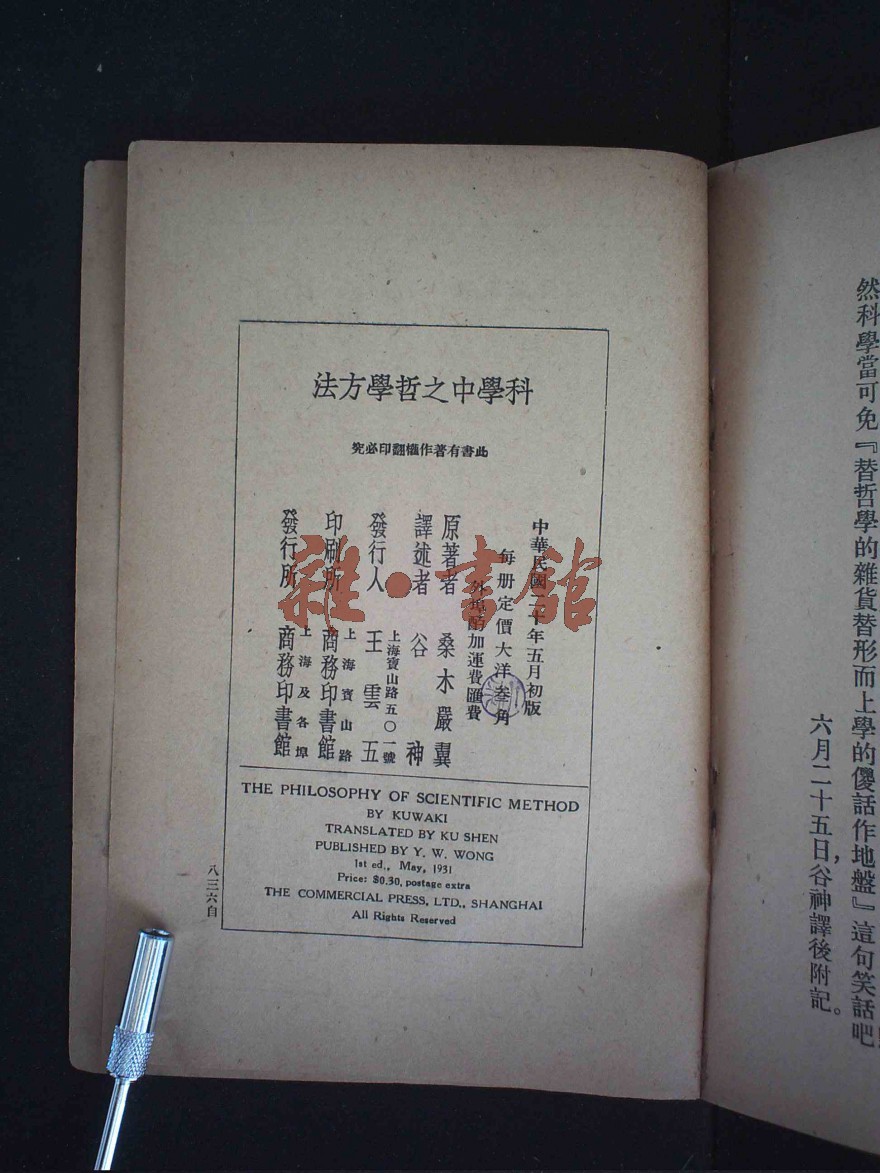 科學中之哲學方法
此書有著作權翻印必究
中華民國二十年五月初版
每册定價大洋叁角
外埠酌加運費匯費
原著者 桑木嚴翼
譯述者 谷神
發行人 王雲五
上海寶山路五〇一號
印刷所 商務印書館
上海寶山路
發行所 商務印書館
上海及各埠
THE PHILOSOPHY OF SCIENTIFIC METHOD
BY KUWAKI
TRANSLATED BY KU SHEN
PUBLISHED BY Y. W. WONG
1st ed., May, 1931
Price: $0.30, postage extra
THE COMMERCIAL PRESS, LTD., SHANGHAI
All Rights Reserved
八三六自
然科學當可免『替哲學的雜貨替形而上學的儍話作地盤』這句笑話吧
六月二十五日，谷神譯後附記。
雜·書館